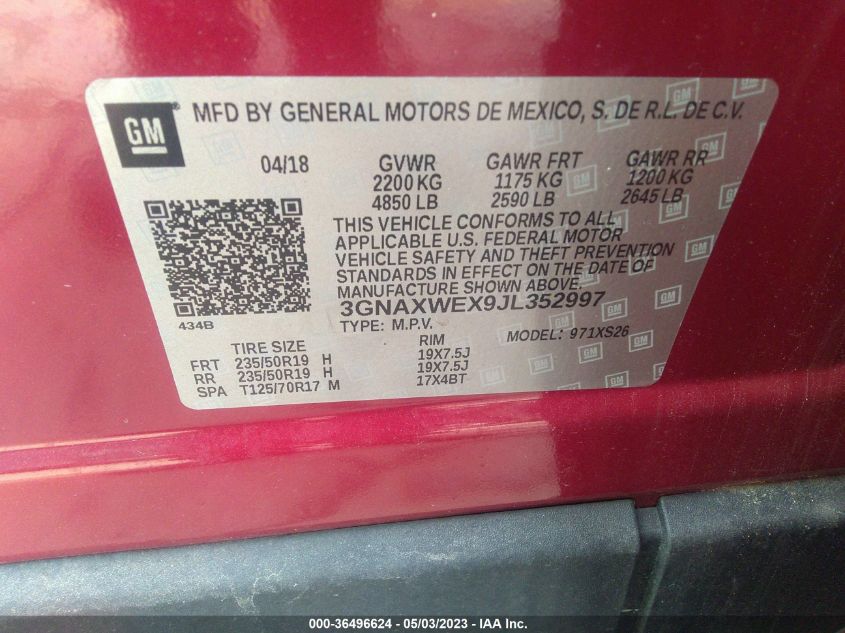 GM
MFD BY GENERAL MOTORS DE MEXICO, S. DE R.L. DE C.V.
04/18 GVWR GAWR FRT GAWR RR
2200 KG 1175 KG 1200 KG
4850 LB 2590 LB 2645 LB
THIS VEHICLE CONFORMS TO ALL
APPLICABLE U.S. FEDERAL MOTOR
VEHICLE SAFETY AND THEFT PREVENTION
STANDARDS IN EFFECT ON THE DATE OF
MANUFACTURE SHOWN ABOVE.
3GNAXWEX9JL352997
434B
TYPE: M.P.V. MODEL: 971XS26
TIRE SIZE RIM
FRT 235/50R19 H 19X7.5J
RR 235/50R19 H 19X7.5J
SPA T125/70R17 M 17X4BT
000-36496624 — 05/03/2023 — IAA Inc.